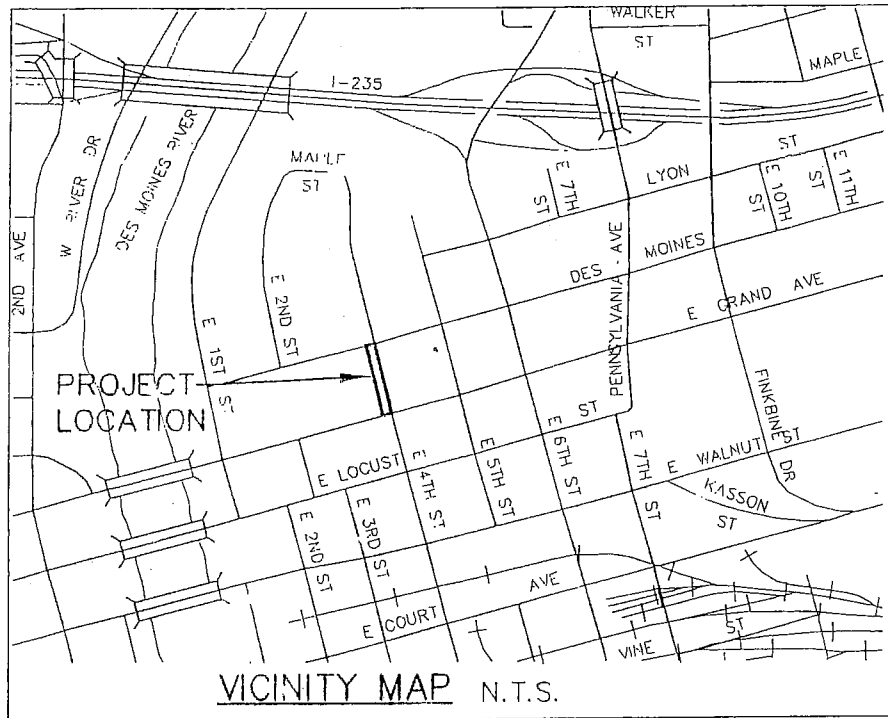 WALKER
ST
MAPLE
I-235
W RIVER DR
DES MOINES RIVER
MAPLE
ST
E 7TH
ST
LYON
ST
E 10TH
ST
E 11TH
ST
2ND AVE
E 2ND ST
PENNSYLVANIA AVE
DES MOINES
E GRAND AVE
E 1ST ST
PROJECT
LOCATION
FINKBINE DR
E LOCUST
ST
E 4TH ST
E 5TH ST
E 6TH ST
E 7TH
ST
E WALNUT ST
KASSON
ST
E 2ND ST
E 3RD ST
E COURT
AVE
VINE
ST
VICINITY MAP N.T.S.